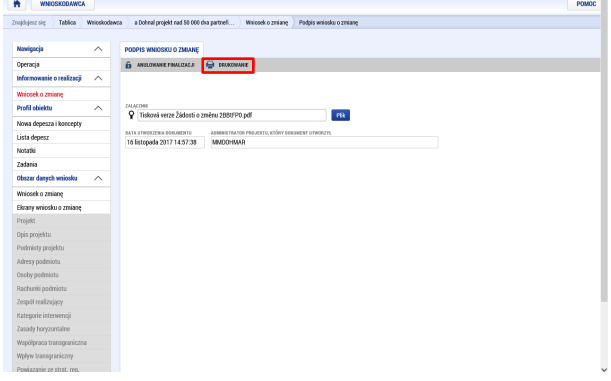 WNIOSKODAWCA POMOC
Znajdujesz się Tablica Wnioskodawca a Dohnal projekt nad 50 000 dva partneři... Wniosek o zmianę Podpis wniosku o zmianę
Nawigacja
Operacja
Informowanie o realizacji
Wniosek o zmianę
Profil obiektu
Nowa depesza i koncepty
Lista depesz
Notatki
Zadania
Obszar danych wniosku
Wniosek o zmianę
Ekrany wniosku o zmianę
Projekt
Opis projektu
Podmioty projektu
Adresy podmiotu
Osoby podmiotu
Rachunki podmiotu
Zespół realizujący
Kategorie interwencji
Zasady horyzontalne
Współpraca transgraniczna
Wpływ transgraniczny
Powiązanie ze strat. reg.
PODPIS WNIOSKU O ZMIANĘ
ANULOWANIE FINALIZACJI DRUKOWANIE
ZAŁĄCZNIK
Tisková verze Žádosti o změnu 2BBtFP0.pdf Plik
DATA UTWORZENIA DOKUMENTU ADMINISTRATOR PROJEKTU, KTÓRY DOKUMENT UTWORZYŁ
16 listopada 2017 14:57:38 MMDOHMAR